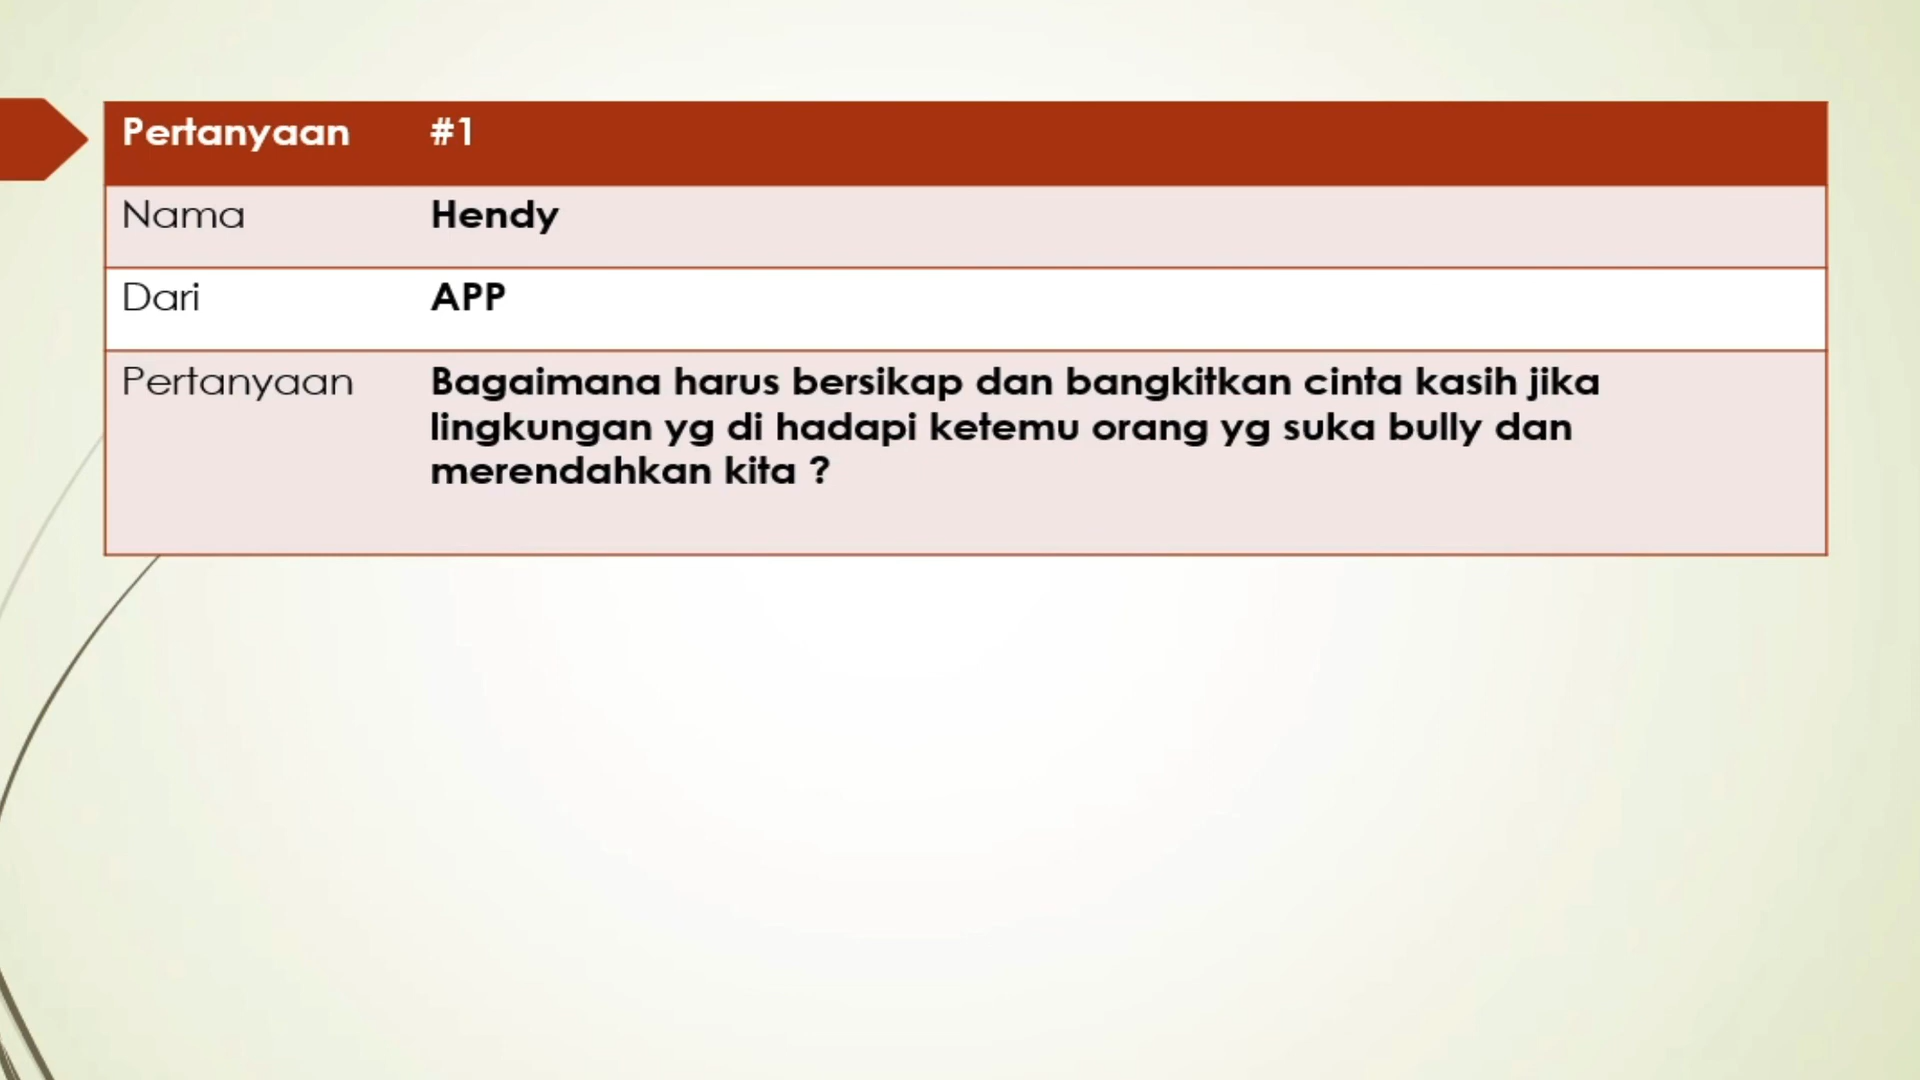 Pertanyaan #1
Nama Hendy
Dari APP
Pertanyaan Bagaimana harus bersikap dan bangkitkan cinta kasih jika
lingkungan yg di hadapi ketemu orang yg suka bully dan
merendahkan kita ?